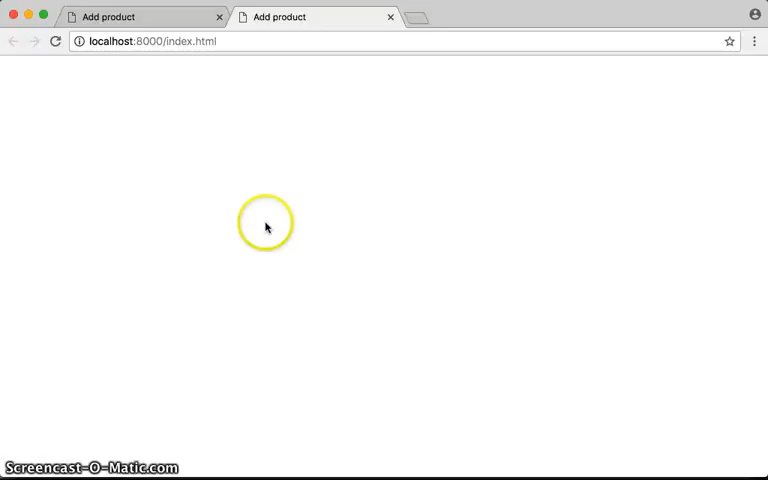 Add product
Add product
localhost:8000/index.html
Screencast-O-Matic.com